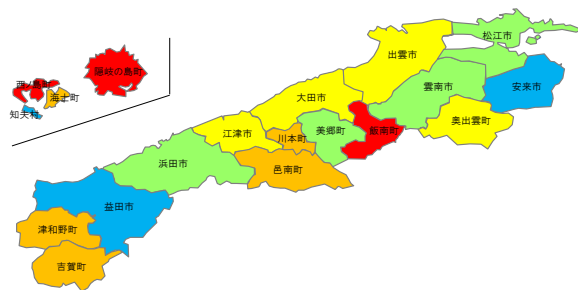 隠岐の島町
西ノ島町
海士町
知夫村
松江市
出雲市
雲南市
安来市
大田市
奥出雲町
飯南町
美郷町
川本町
江津市
邑南町
浜田市
益田市
津和野町
吉賀町